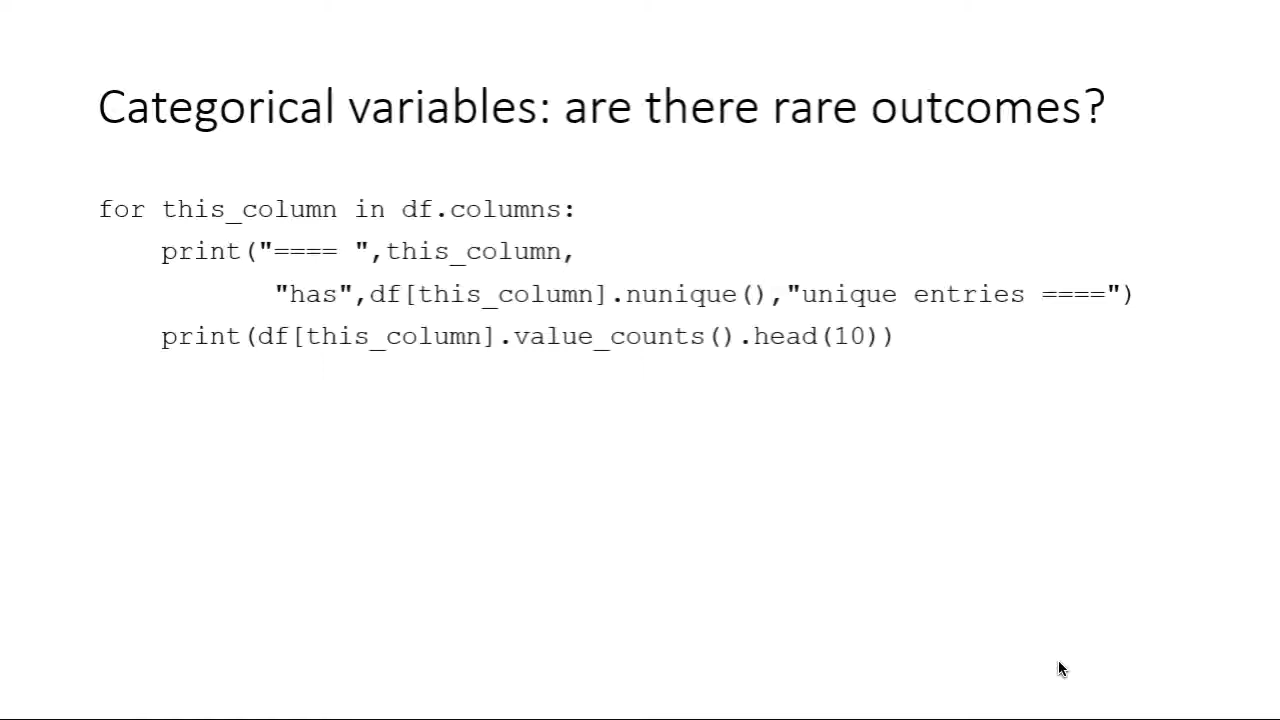 Categorical variables: are there rare outcomes?
for this_column in df.columns:
    print("==== ",this_column,
           "has",df[this_column].nunique(),"unique entries ====")
    print(df[this_column].value_counts().head(10))